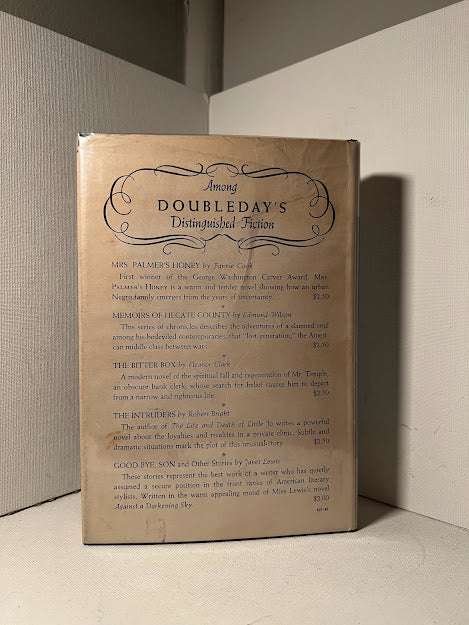 Among
DOUBLEDAY'S
Distinguished Fiction
MRS. PALMER'S HONEY by Fannie Cook
First winner of the George Washington Carver Award, Mrs.
Palmer's Honey is a warm and tender novel showing how an urban
Negro family emerges from the years of uncertainty. $2.50
MEMOIRS OF HECATE COUNTY by Edmund Wilson
This series of chronicles describes the adventures of a damned soul
among his bedeviled contemporaries, that "lost generation," the Ameri-
can middle class between wars. $2.50
THE BITTER BOX by Eleanor Clark
A modern novel of the spiritual fall and regeneration of Mr. Temple,
an obscure bank clerk, whose search for belief causes him to depart
from a narrow and righteous life. $2.50
THE INTRUDERS by Robert Bright
The author of The Life and Death of Little Jo writes a powerful
novel about the loyalties and rivalries in a private clinic. Subtle and
dramatic situations mark the plot of this unusual story. $2.50
GOOD-BYE, SON and Other Stories by Janet Lewis
These stories represent the best work of a writer who has quietly
assumed a secure position in the front ranks of American literary
stylists. Written in the warm appealing mood of Miss Lewis's novel
Against a Darkening Sky. $2.00